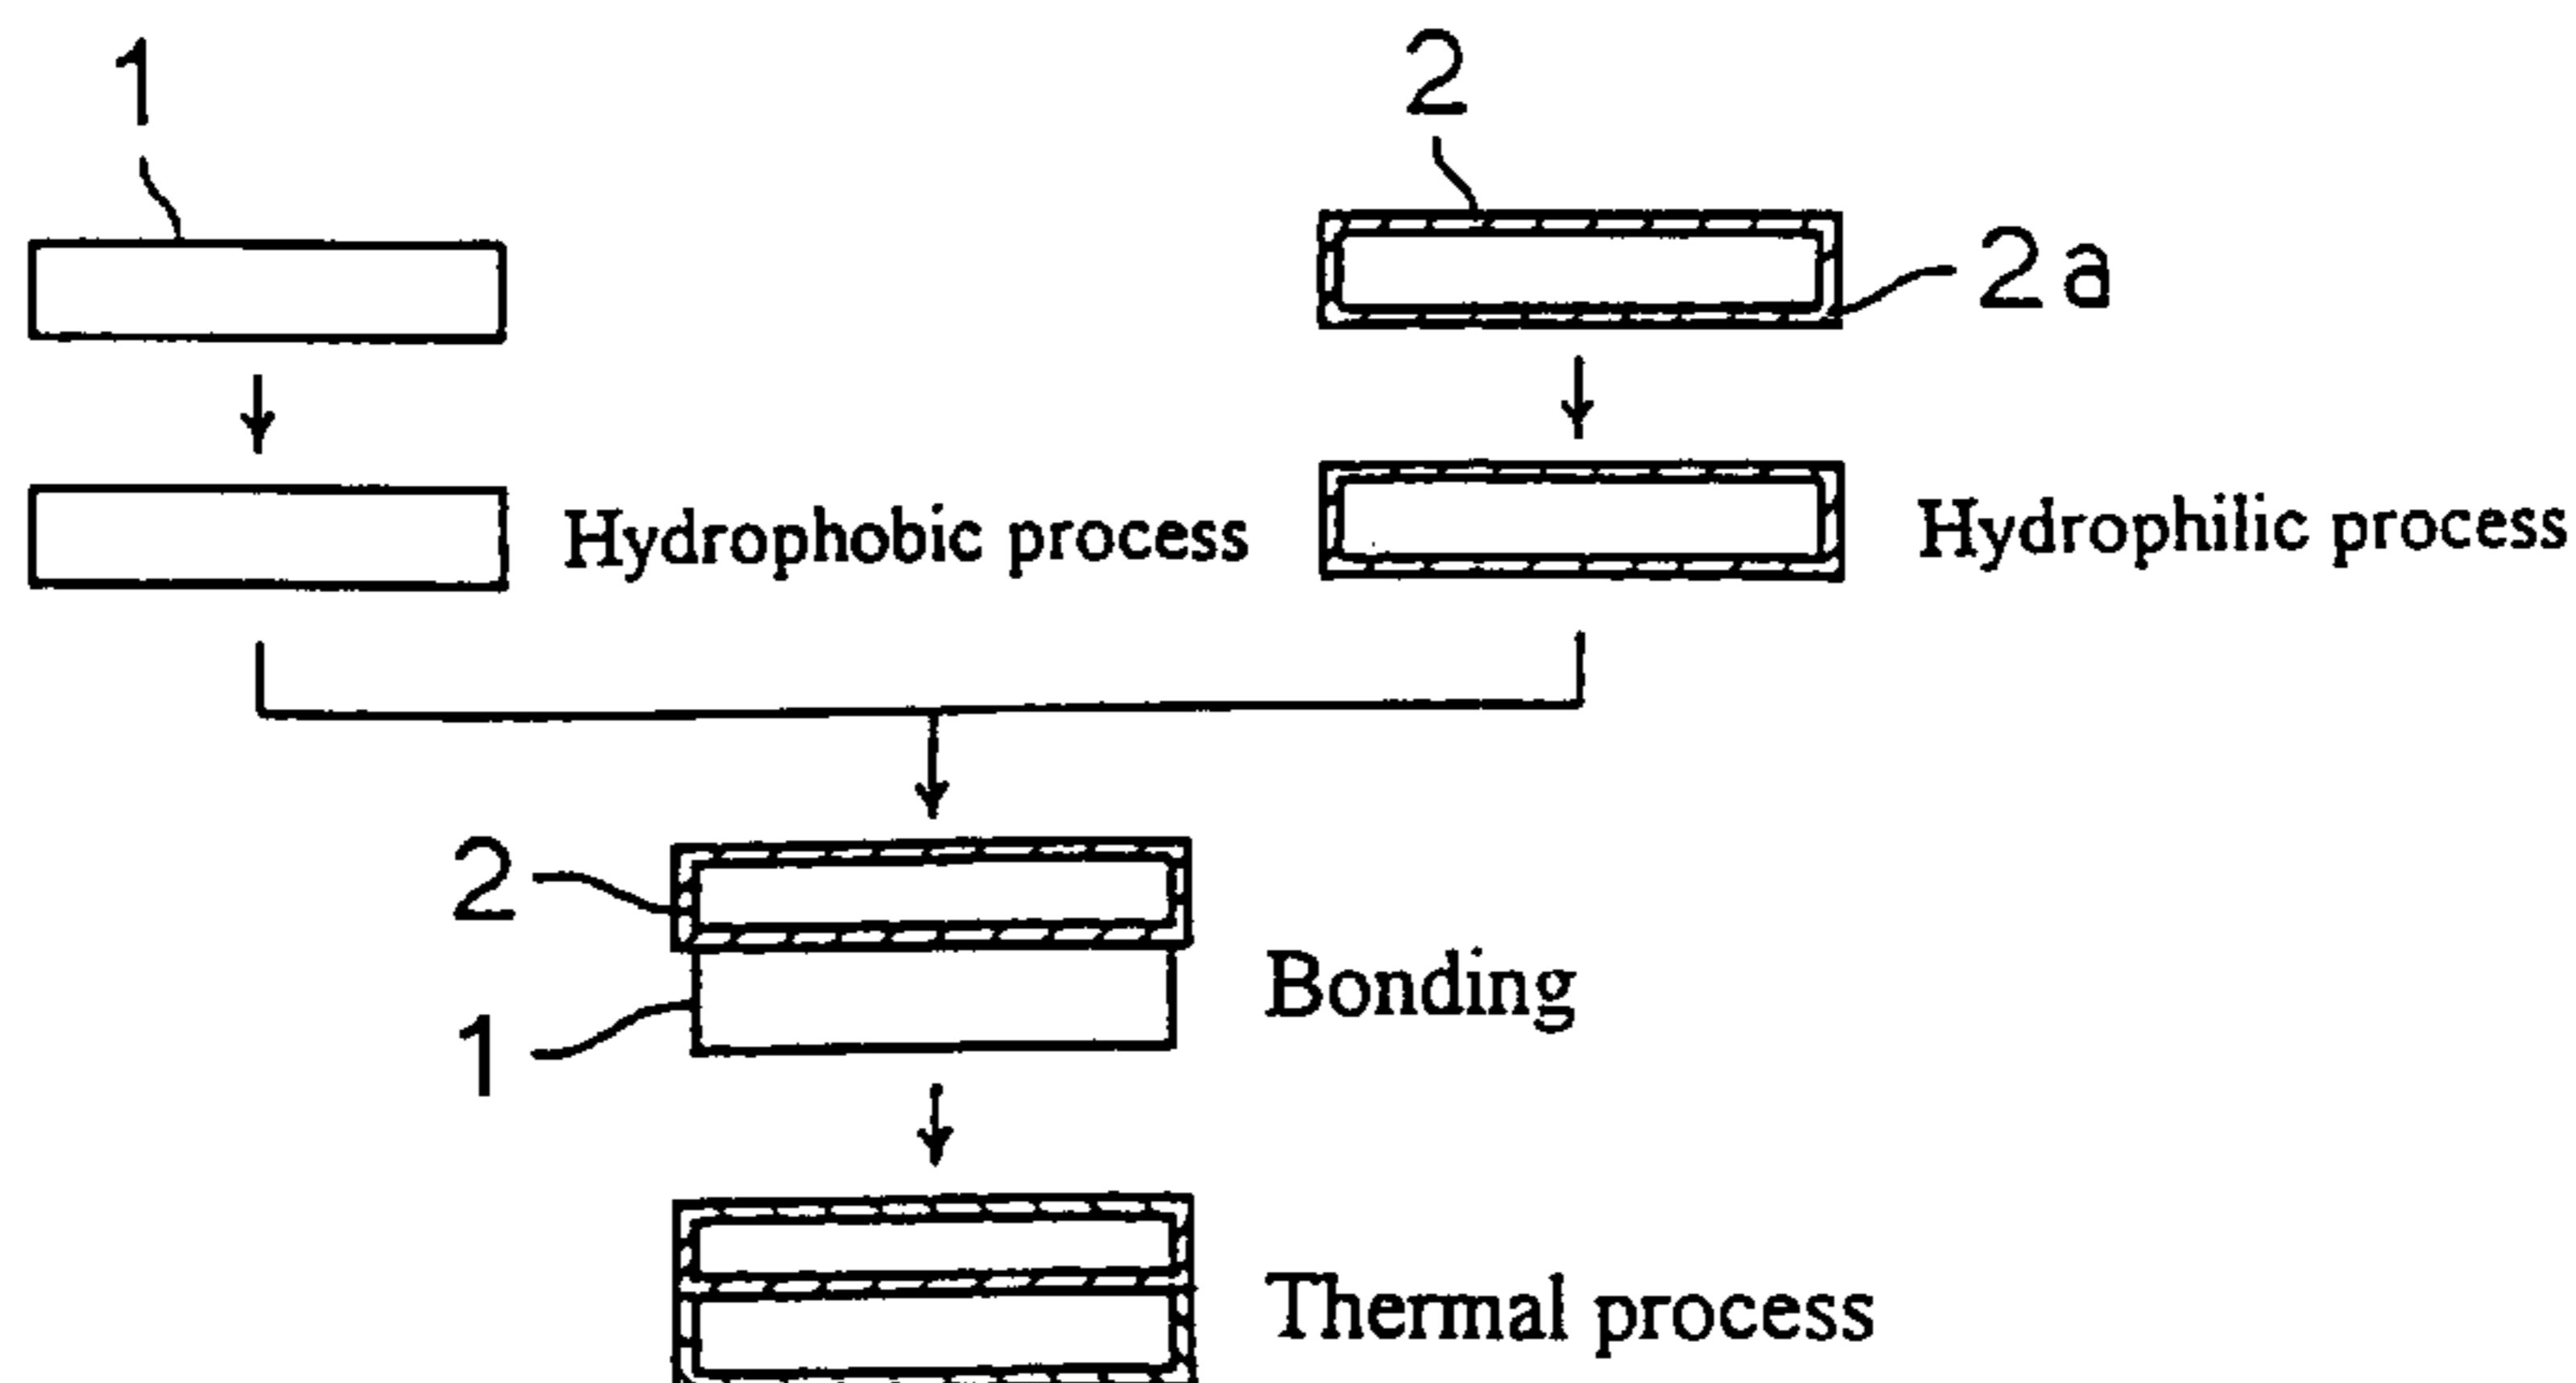 1
2
2a
Hydrophobic process
Hydrophilic process
2
Bonding
1
Thermal process